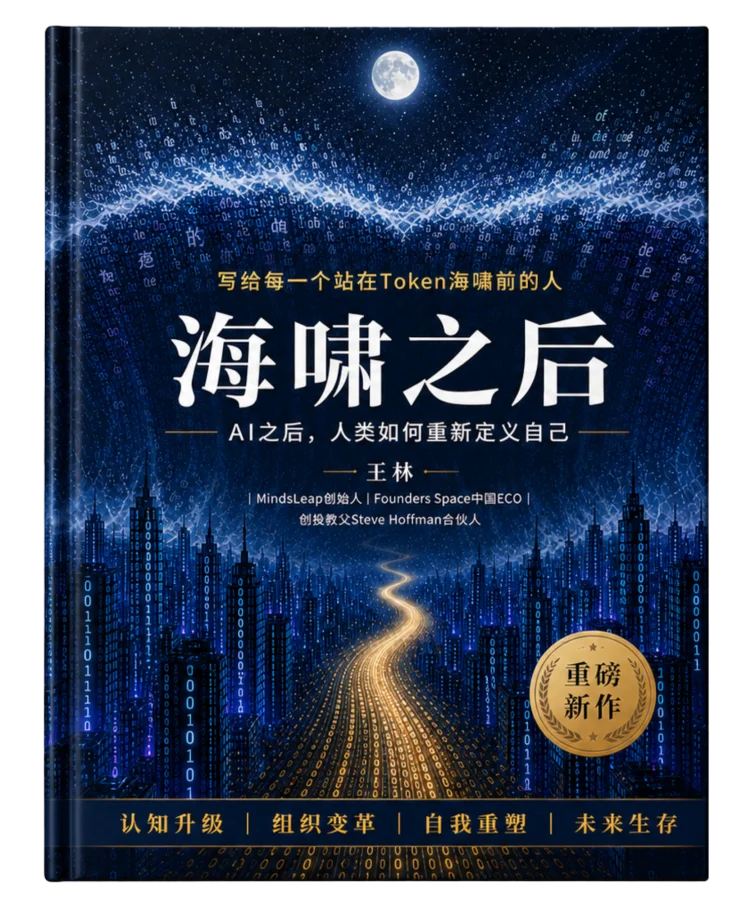 写给每一个站在Token海啸前的人
海啸之后
AI之后，人类如何重新定义自己
王林
| MindsLeap创始人 | Founders Space中国ECO |
创投教父Steve Hoffman合伙人
重磅
新作
认知升级 | 组织变革 | 自我重塑 | 未来生存